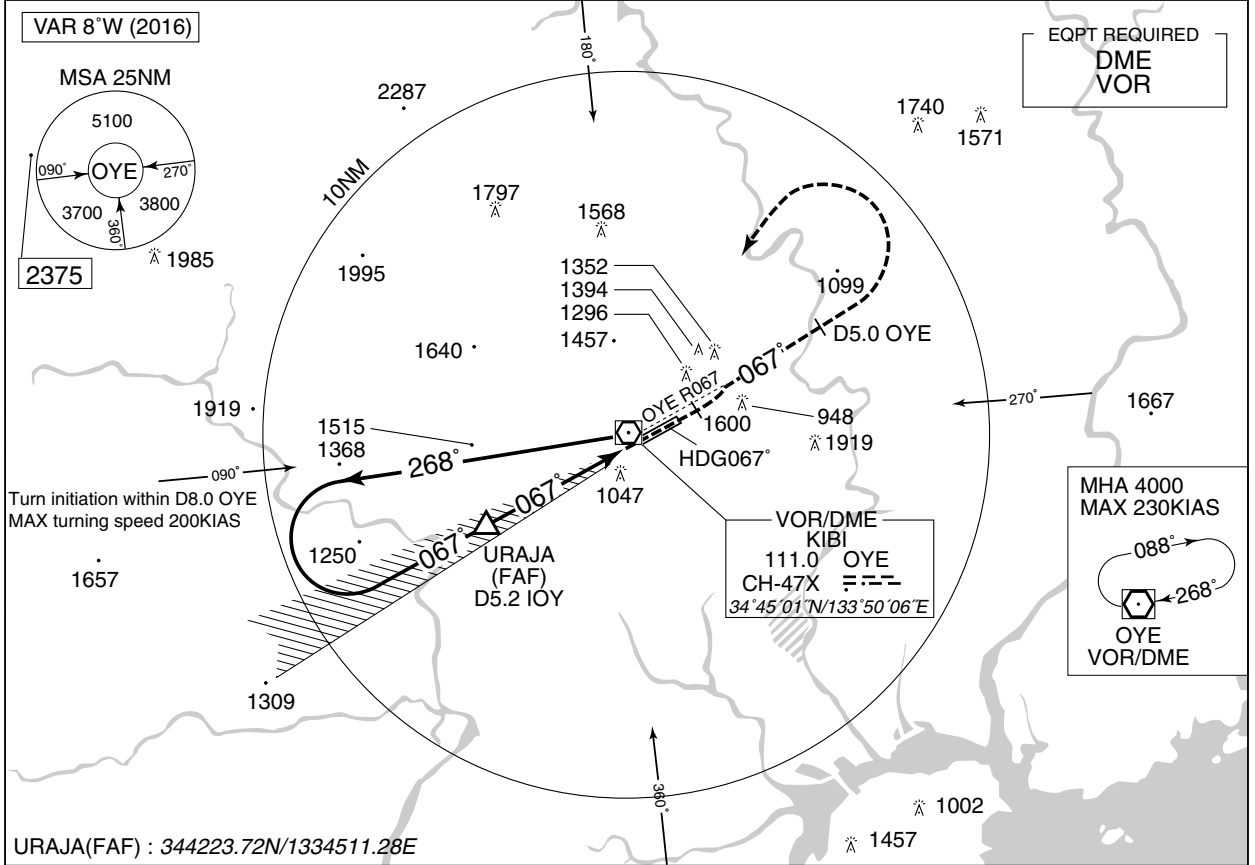 VAR 8°W (2016)
MSA 25NM
5100
OYE
090°
270°
3700
3800
360°
2375
1985
2287
10NM
180°
EQPT REQUIRED
DME
VOR
1740
1571
1797
1568
1995
1352
1394
1296
1457
1640
1099
D5.0 OYE
067°
OYE R067
1600
948
1919
HDG067°
270°
1667
1919
1515
1368
268°
090°
Turn initiation within D8.0 OYE
MAX turning speed 200KIAS
1657
1250
067°
067°
URAJA
(FAF)
D5.2 IOY
1047
1309
VOR/DME
KIBI
111.0 OYE
CH-47X
34°45´01˝N/133°50´06˝E
MHA 4000
MAX 230KIAS
088°
268°
OYE
VOR/DME
360°
1002
1457
URAJA(FAF) : 344223.72N/1334511.28E